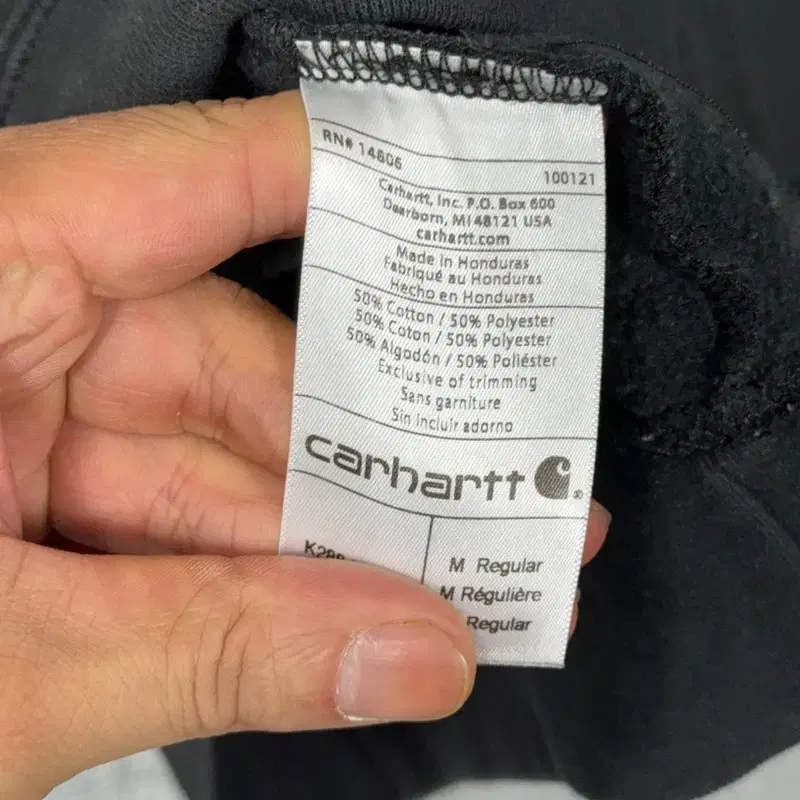 RN# 14806
100121
Carhartt, Inc. P.O. Box 600
Dearborn, MI 48121 USA
carhartt.com
Made in Honduras
Fabriqué au Honduras
Hecho en Honduras
50% Cotton / 50% Polyester
50% Coton / 50% Polyester
50% Algodón / 50% Poliéster
Exclusive of trimming
Sans garniture
Sin incluir adorno
carhartt
M Regular
M Régulière
Regular